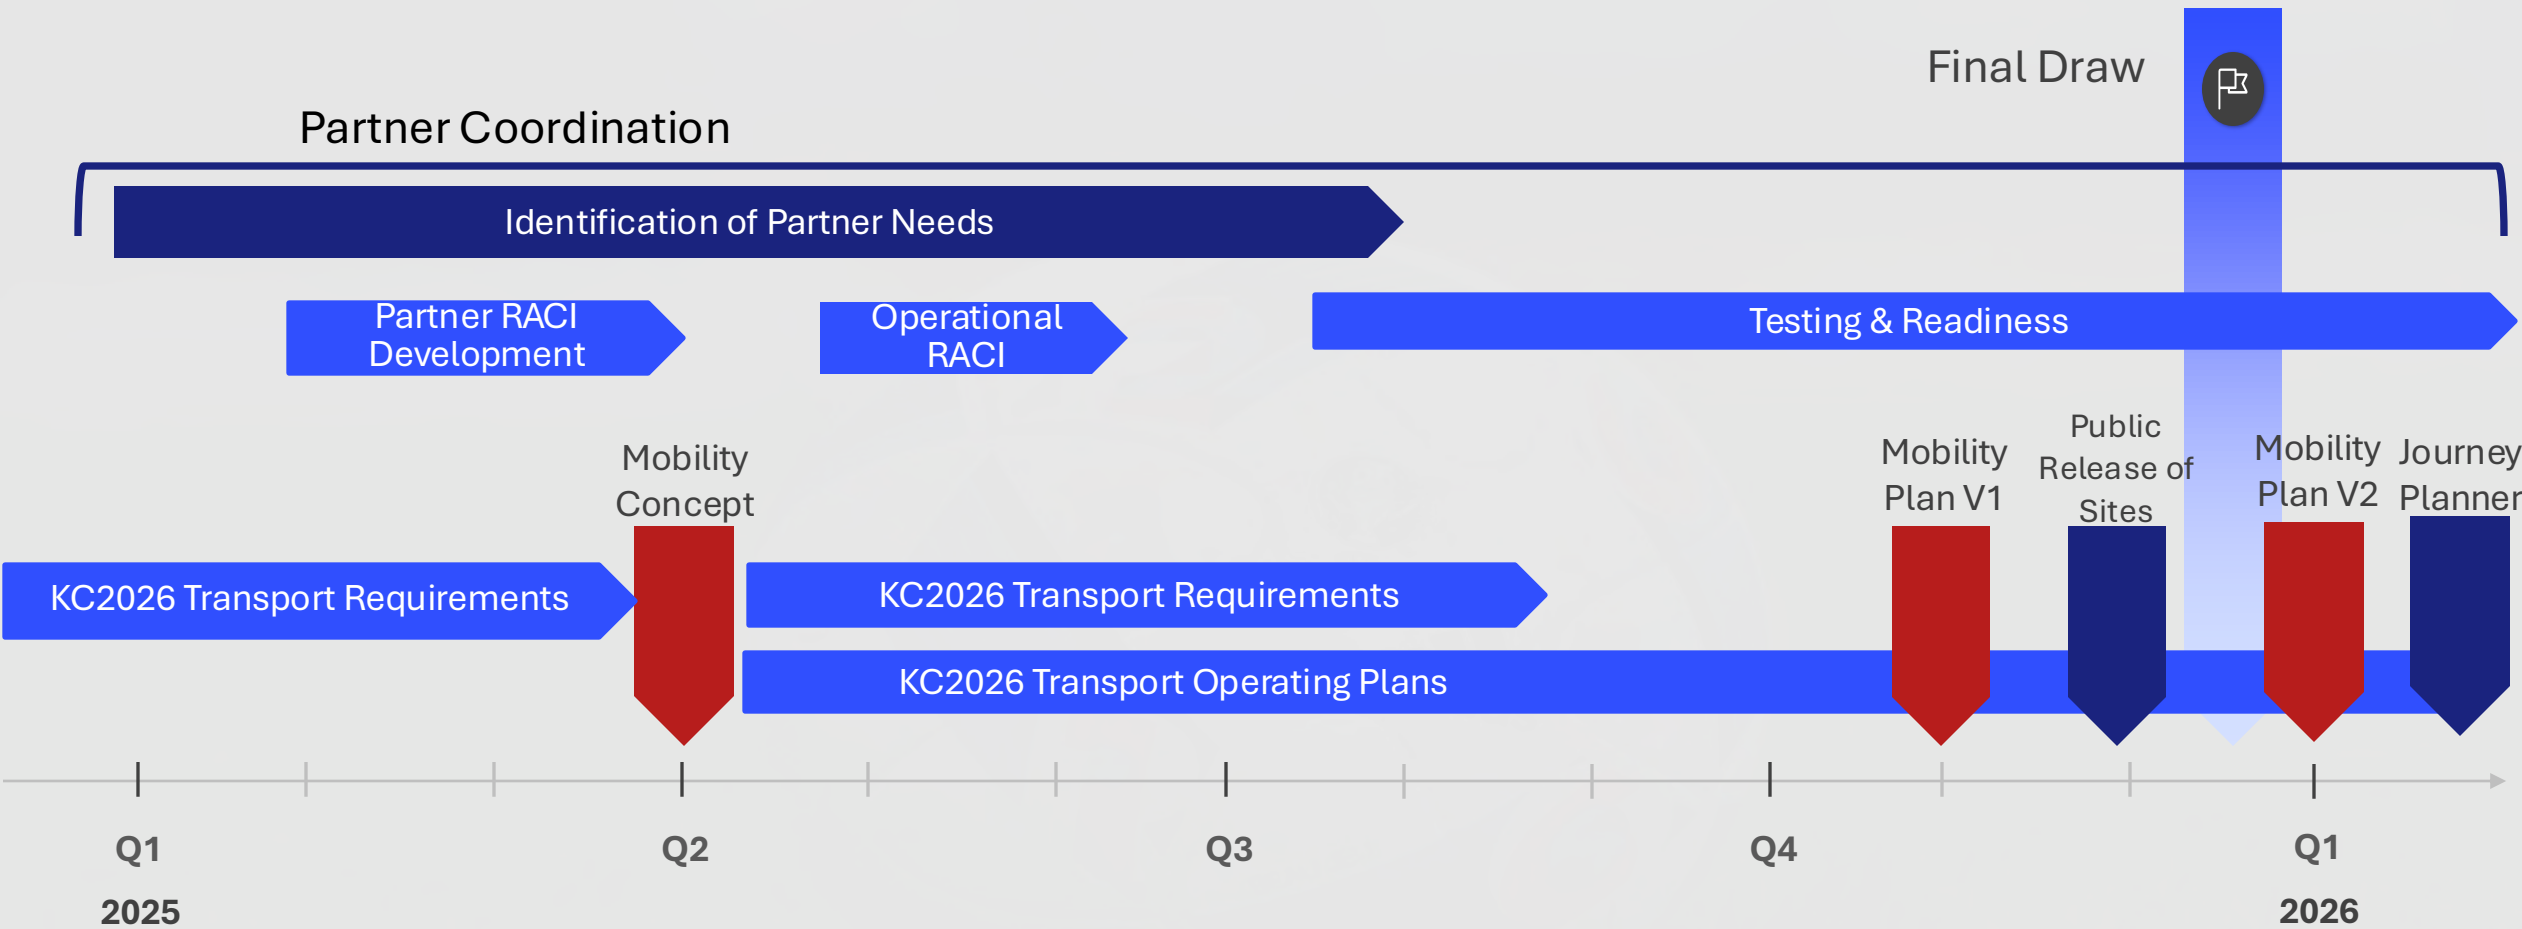 Final Draw
Partner Coordination
Identification of Partner Needs
Partner RACI
Development
Operational
RACI
Testing & Readiness
Mobility
Concept
Mobility
Plan V1
Public
Release of
Sites
Mobility
Plan V2
Journey
Planner
KC2026 Transport Requirements
KC2026 Transport Requirements
KC2026 Transport Operating Plans
Q1
Q2
Q3
Q4
Q1
2025
2026